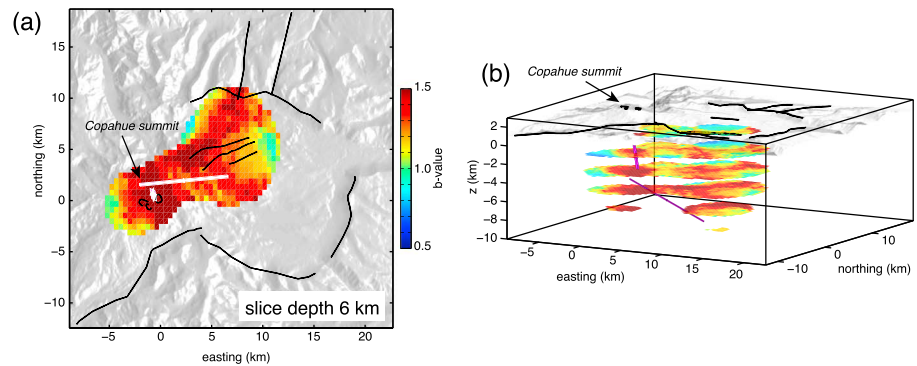 (a)
15
10
5
0
−5
−10
northing (km)
Copahue summit
slice depth 6 km
−5
0
5
10
15
20
easting (km)
1.5
1.0
0.5
b-value
(b)
Copahue summit
2
0
−2
−4
−6
−8
−10
z (km)
−5
0
5
10
15
20
easting (km)
−10
0
10
northing (km)